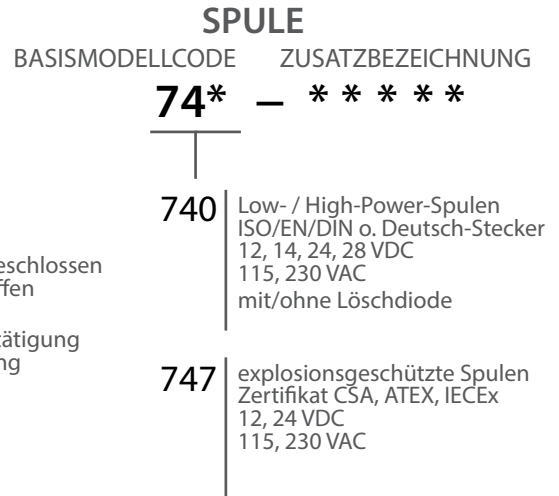 SPULE
BASISMODELLCODE ZUSATZBEZEICHNUNG
74* – * * * * *
740 Low- / High-Power-Spulen
ISO/EN/DIN o. Deutsch-Stecker
12, 14, 24, 28 VDC
115, 230 VAC
mit/ohne Löschdiode
747 explosionsgeschützte Spulen
Zertifikat CSA, ATEX, IECEx
12, 24 VDC
115, 230 VAC